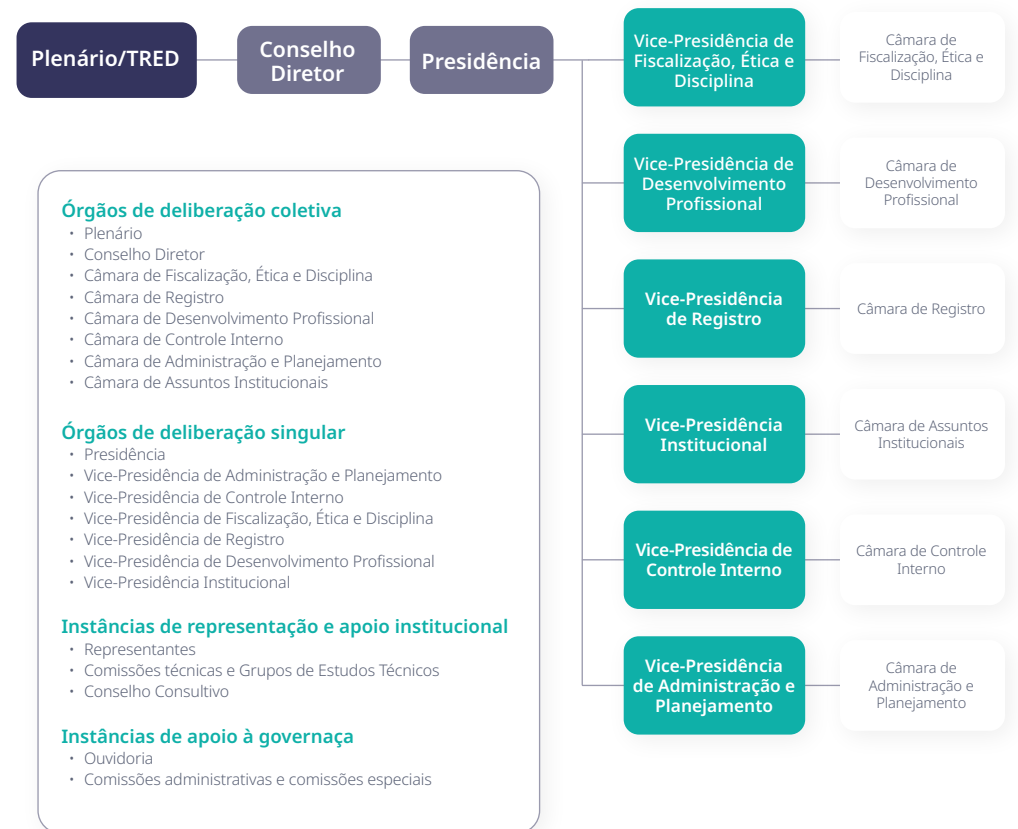 Plenário/TRED
Conselho
Diretor
Presidência
Vice-Presidência de
Fiscalização, Ética e
Disciplina
Câmara de
Fiscalização, Ética e
Disciplina
Vice-Presidência de
Desenvolvimento
Profissional
Câmara de
Desenvolvimento
Profissional
Vice-Presidência
de Registro
Câmara de Registro
Vice-Presidência
Institucional
Câmara de Assuntos
Institucionais
Vice-Presidência de
Controle Interno
Câmara de Controle
Interno
Vice-Presidência
de Administração e
Planejamento
Câmara de
Administração e
Planejamento
Órgãos de deliberação coletiva
• Plenário
• Conselho Diretor
• Câmara de Fiscalização, Ética e Disciplina
• Câmara de Registro
• Câmara de Desenvolvimento Profissional
• Câmara de Controle Interno
• Câmara de Administração e Planejamento
• Câmara de Assuntos Institucionais
Órgãos de deliberação singular
• Presidência
• Vice-Presidência de Administração e Planejamento
• Vice-Presidência de Controle Interno
• Vice-Presidência de Fiscalização, Ética e Disciplina
• Vice-Presidência de Registro
• Vice-Presidência de Desenvolvimento Profissional
• Vice-Presidência Institucional
Instâncias de representação e apoio institucional
• Representantes
• Comissões técnicas e Grupos de Estudos Técnicos
• Conselho Consultivo
Instâncias de apoio à governaça
• Ouvidoria
• Comissões administrativas e comissões especiais